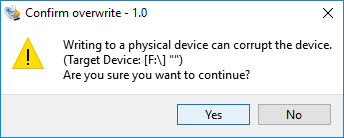 Confirm overwrite - 1.0
Writing to a physical device can corrupt the device.
(Target Device: [F:\] "")
Are you sure you want to continue?
Yes
No